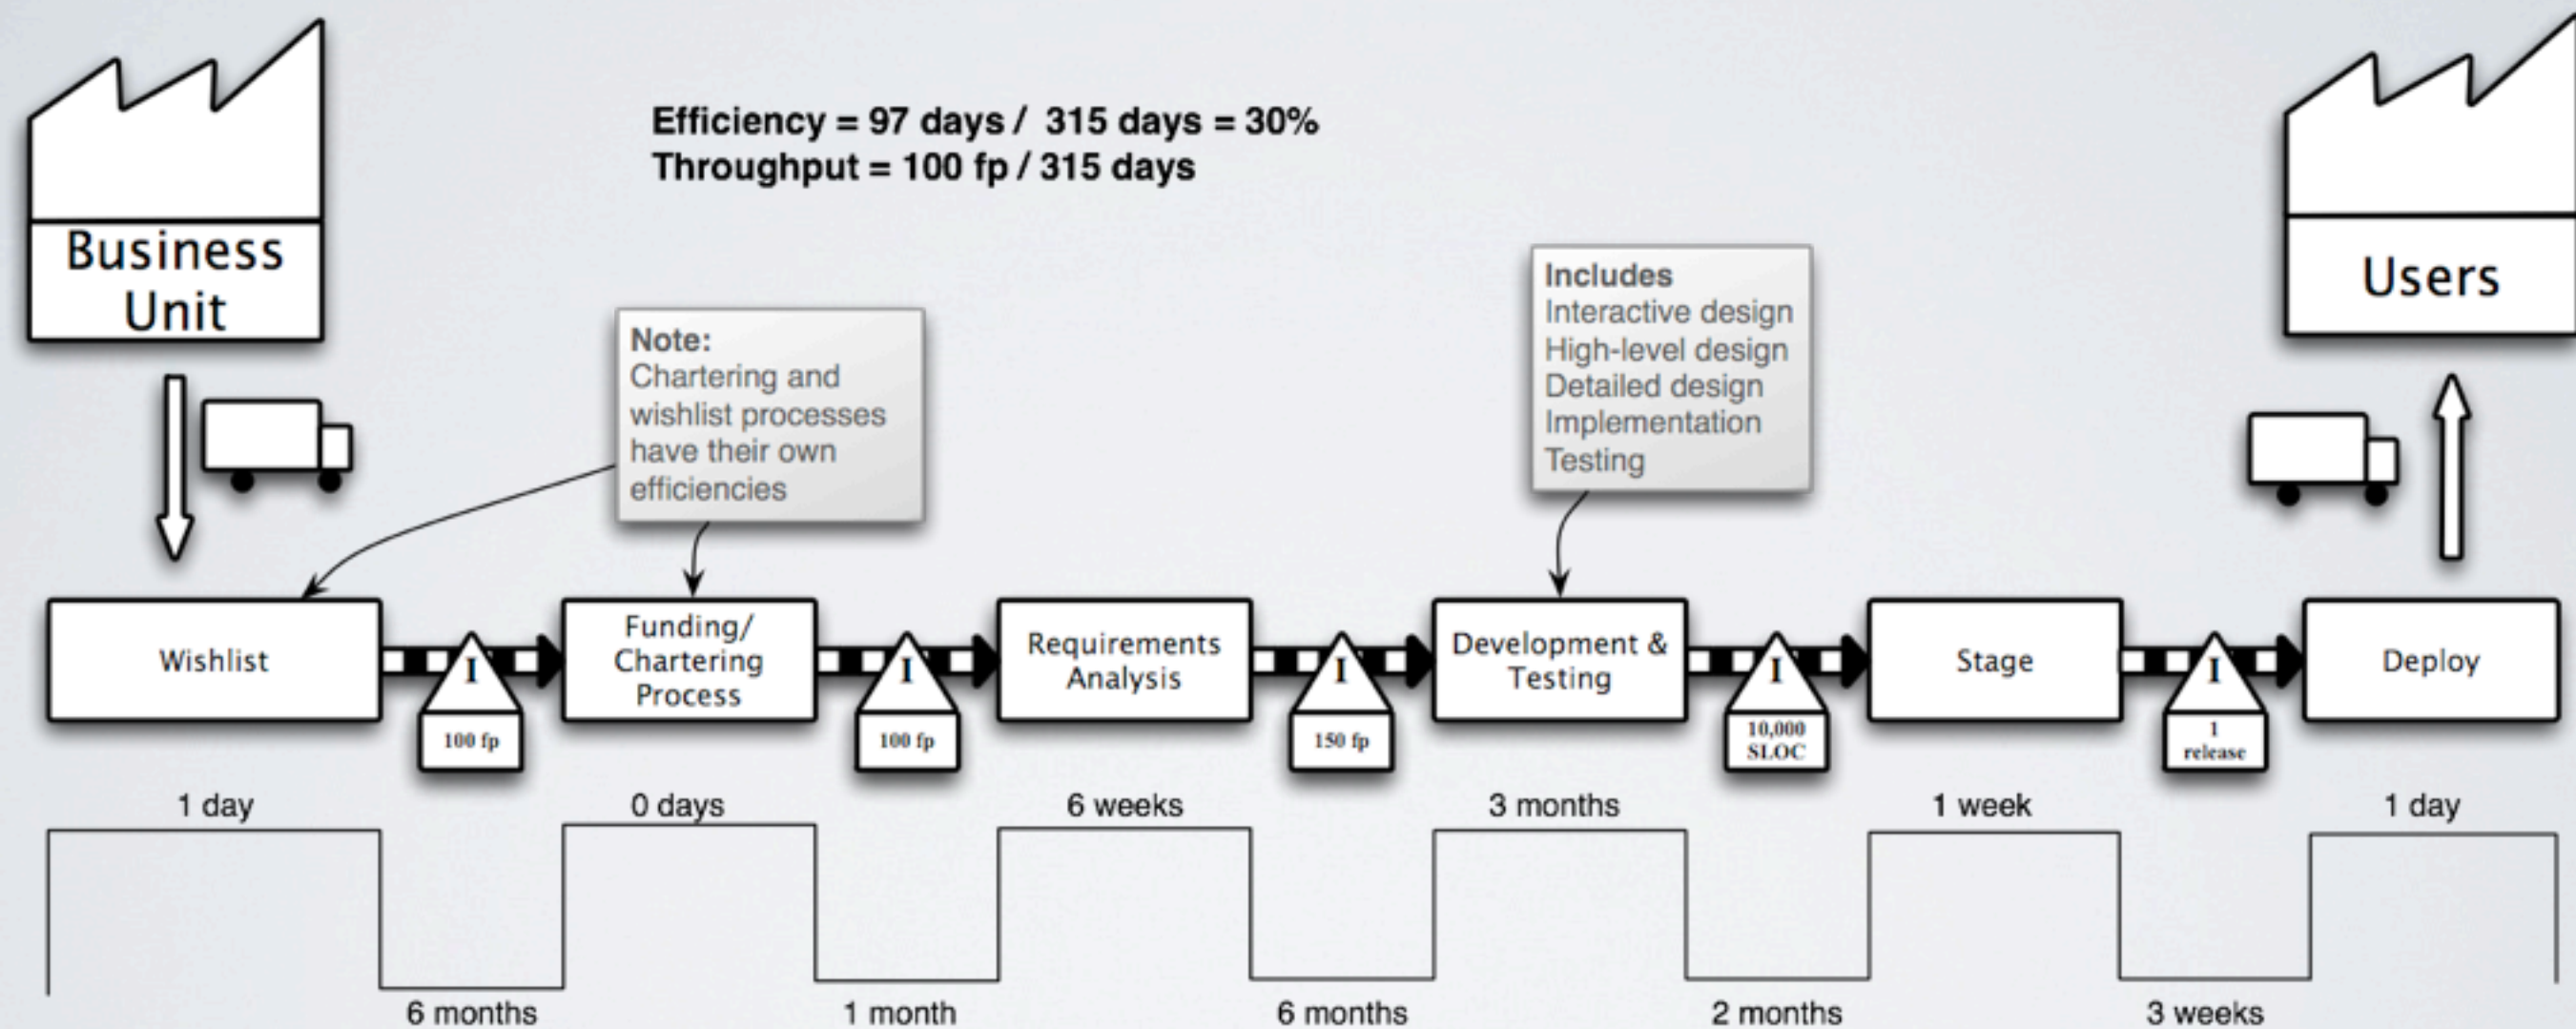 Efficiency = 97 days / 315 days = 30%
Throughput = 100 fp / 315 days
Business
Unit
Users
Note:
Chartering and
wishlist processes
have their own
efficiencies
Includes
Interactive design
High-level design
Detailed design
Implementation
Testing
Wishlist
I
100 fp
Funding/
Chartering
Process
I
100 fp
Requirements
Analysis
I
150 fp
Development &
Testing
I
10,000
SLOC
Stage
I
1
release
Deploy
1 day
0 days
6 weeks
3 months
1 week
1 day
6 months
1 month
6 months
2 months
3 weeks